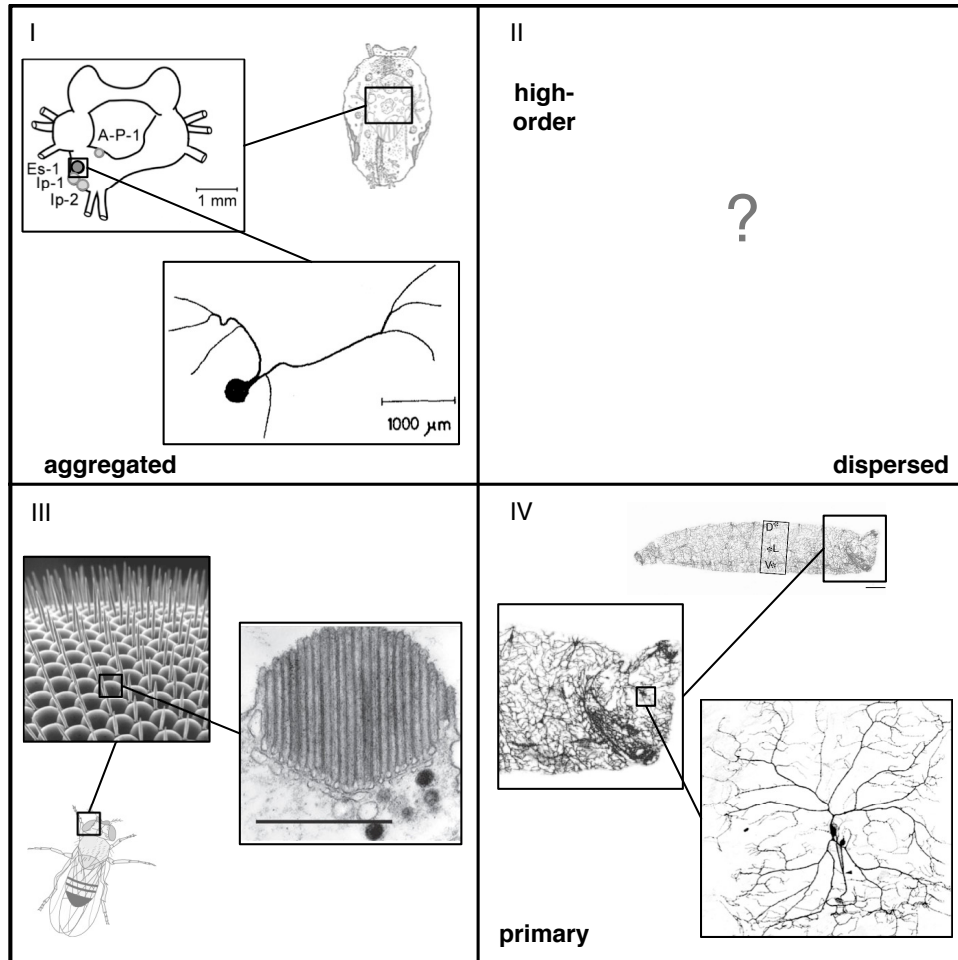 I
A-P-1
Es-1
Ip-1
Ip-2
1 mm
1000 μm
aggregated
II
high-
order
?
dispersed
III
IV
D
L
V
primary